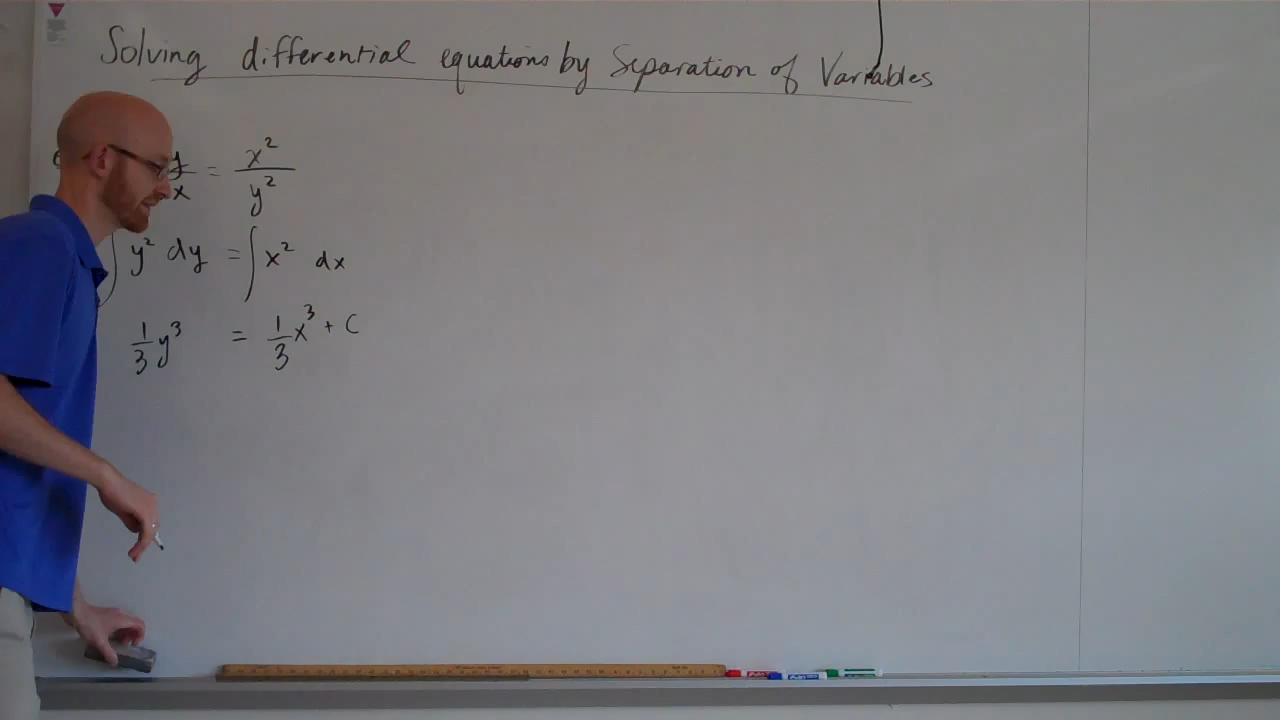 Solving differential equations by Separation of Variables
y/x = x²/y²
∫ y² dy = ∫ x² dx
1/3 y³ = 1/3 x³ + C